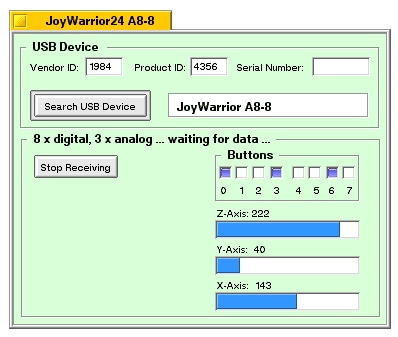 JoyWarrior24 A8-8
USB Device
Vendor ID: 1984 Product ID: 4356 Serial Number:
Search USB Device JoyWarrior A8-8
8 x digital, 3 x analog ... waiting for data ...
Stop Receiving
Buttons
0 1 2 3 4 5 6 7
Z-Axis: 222
Y-Axis: 40
X-Axis: 143